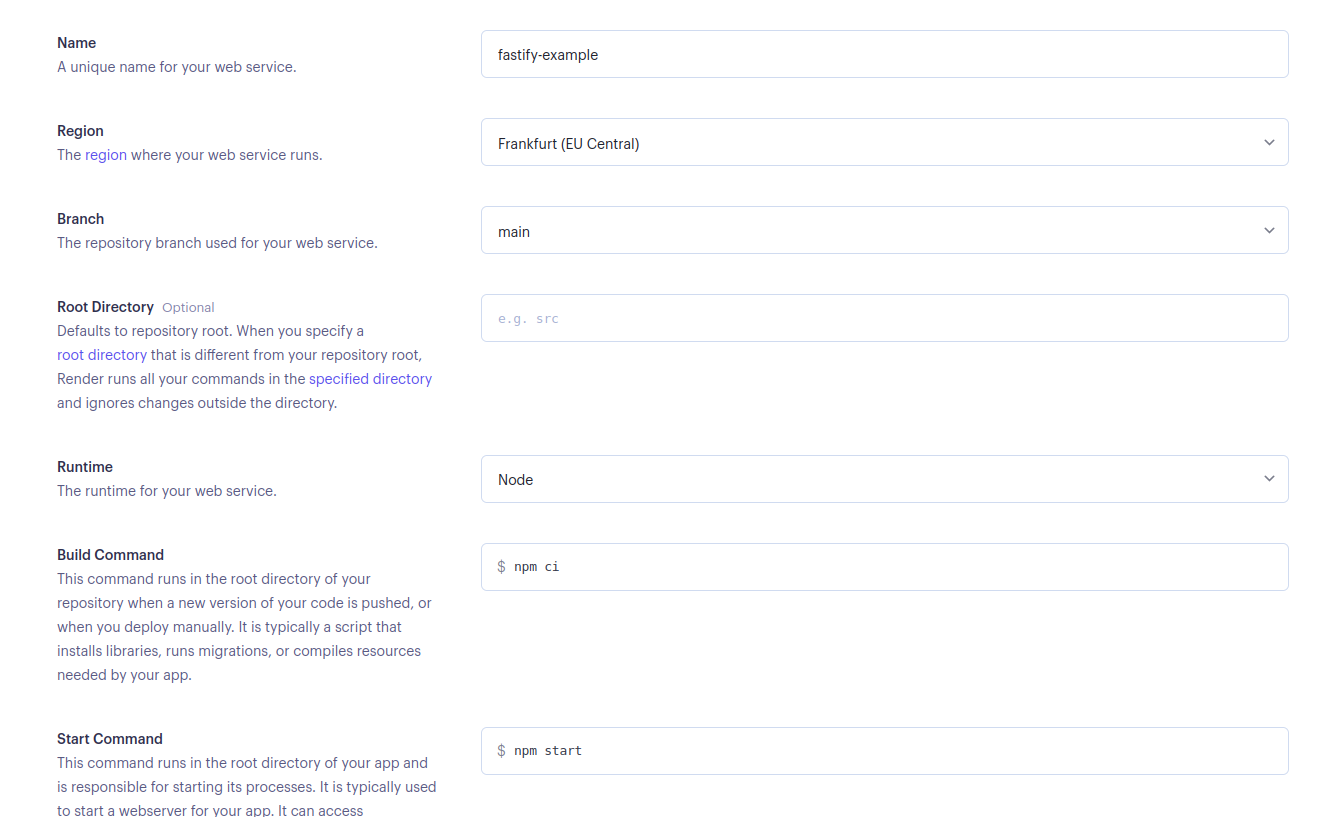 Name
A unique name for your web service.
fastify-example
Region
The region where your web service runs.
Frankfurt (EU Central)
Branch
The repository branch used for your web service.
main
Root Directory Optional
Defaults to repository root. When you specify a
root directory that is different from your repository root,
Render runs all your commands in the specified directory
and ignores changes outside the directory.
e.g. src
Runtime
The runtime for your web service.
Node
Build Command
This command runs in the root directory of your
repository when a new version of your code is pushed, or
when you deploy manually. It is typically a script that
installs libraries, runs migrations, or compiles resources
needed by your app.
$ npm ci
Start Command
This command runs in the root directory of your app and
is responsible for starting its processes. It is typically used
to start a webserver for your app. It can access
$ npm start